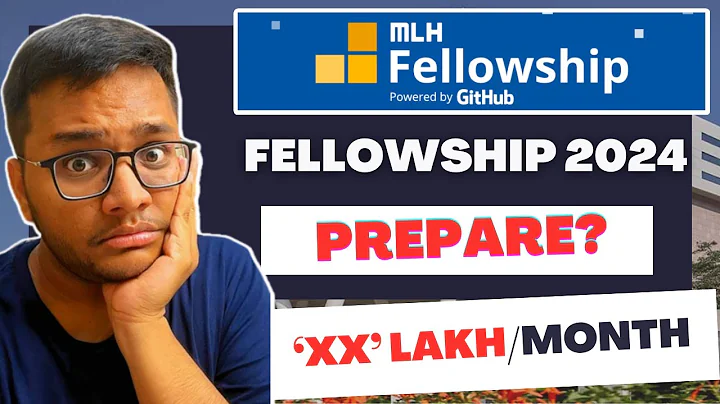 MLH
Fellowship
Powered by GitHub
FELLOWSHIP 2024
PREPARE?
‘XX’ LAKH/MONTH